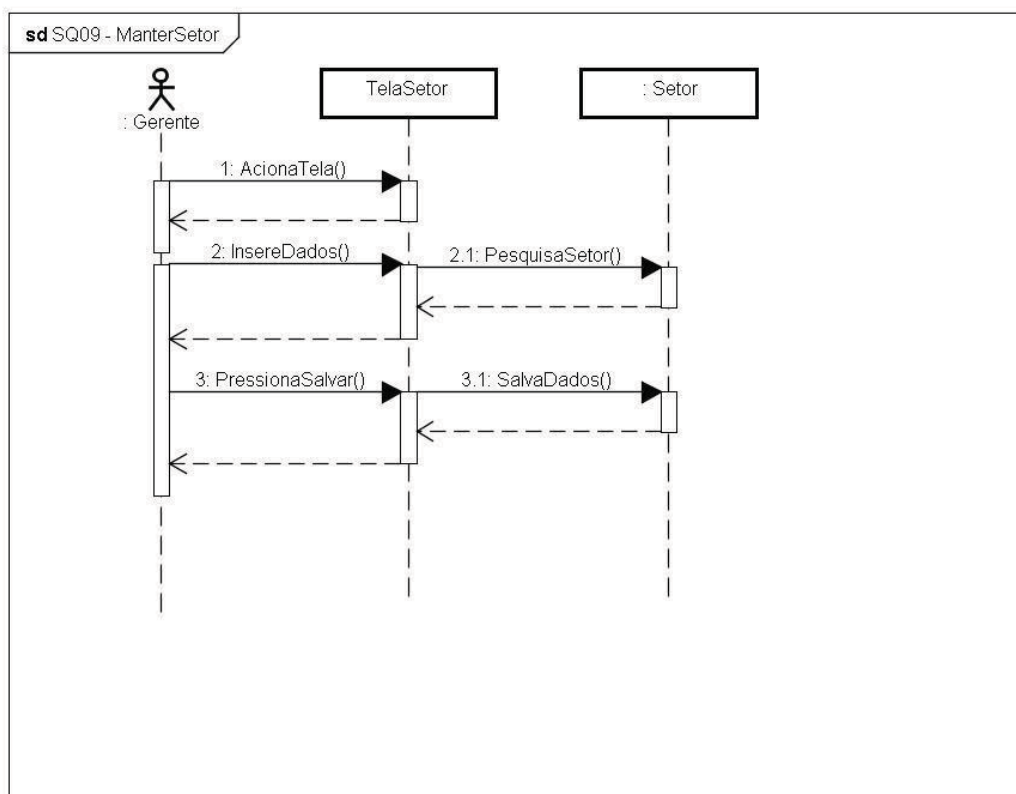 sd SQ09 - ManterSetor
: Gerente
TelaSetor
: Setor
1: AcionaTela()
2: InsereDados()
2.1: PesquisaSetor()
3: PressionaSalvar()
3.1: SalvaDados()